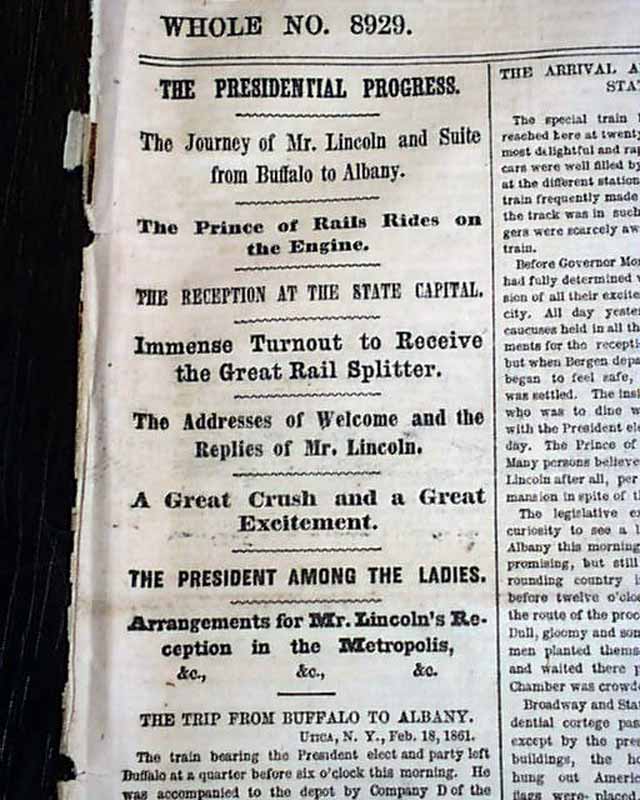 WHOLE NO. 8929.
THE PRESIDENTIAL PROGRESS.
The Journey of Mr. Lincoln and Suite
from Buffalo to Albany.
The Prince of Rails Rides on
the Engine.
THE RECEPTION AT THE STATE CAPITAL.
Immense Turnout to Receive
the Great Rail Splitter.
The Addresses of Welcome and the
Replies of Mr. Lincoln.
A Great Crush and a Great
Excitement.
THE PRESIDENT AMONG THE LADIES.
Arrangements for Mr. Lincoln's Re-
ception in the Metropolis,
&c., &c., &c.
THE TRIP FROM BUFFALO TO ALBANY.
UTICA, N. Y., Feb. 18, 1861.
The train bearing the President elect and party left
Buffalo at a quarter before six o'clock this morning. He
was accompanied to the depot by Company D of the
THE ARRIVAL
STA
The special train
reached here at twenty
most delightful and rap
cars were well filled by
at the different station
train frequently made
the track was in such
gers were scarcely aw
train.
Before Governor Mor
had fully determined
sion of all their excite
city. All day yester
caucuses held in all th
ments for the recepti
but when Bergen depa
began to feel safe,
was settled. The insi
who was to dine w
with the President ele
day. The Prince of
Many persons believe
Lincoln after all, per
mansion in spite of t
The legislative ex
curiosity to see a l
Albany this morning
promising, but still
rounding country i
before twelve o'cloc
the route of the proc
Dull, gloomy and som
men planted thems
and waited there p
Chamber was crowd
Broadway and Stat
dential cortege pas
except by the pres
buildings, the ho
hung out Americ
flags were placed